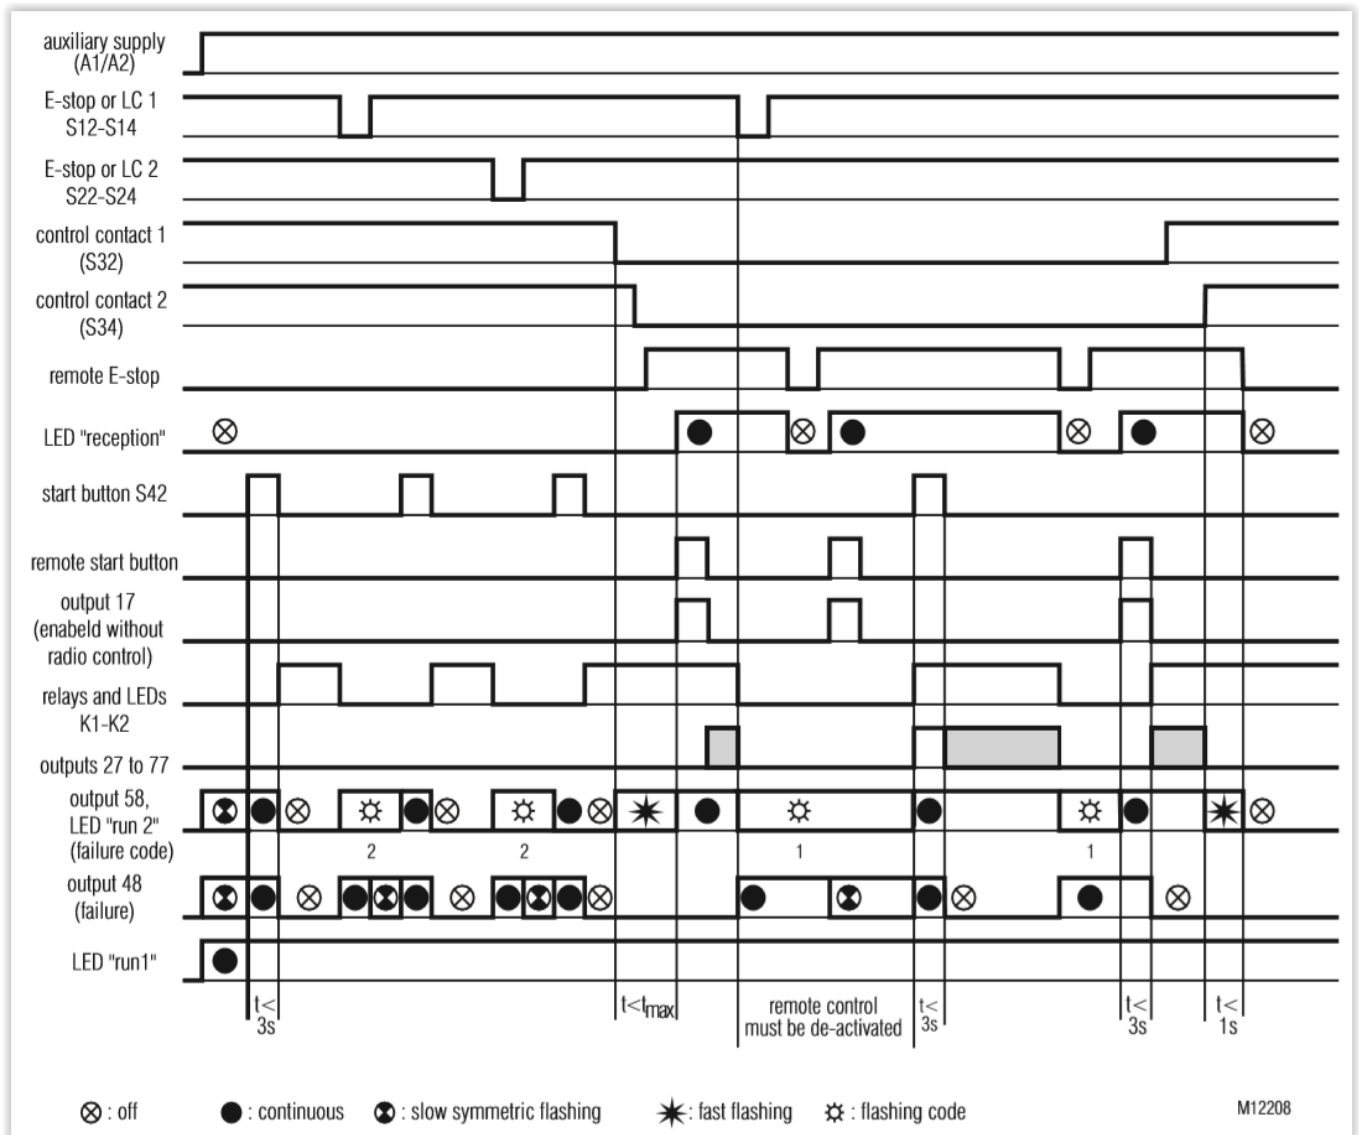 auxiliary supply
(A1/A2)
E-stop or LC 1
S12-S14
E-stop or LC 2
S22-S24
control contact 1
(S32)
control contact 2
(S34)
remote E-stop
LED "reception"
start button S42
remote start button
output 17
(enabeld without
radio control)
relays and LEDs
K1-K2
outputs 27 to 77
output 58,
LED "run 2"
(failure code)
2
2
1
1
output 48
(failure)
LED "run1"
t<
3s
t<tmax
remote control
must be de-activated
t<
3s
t<
3s
t<
1s
: off
: continuous
: slow symmetric flashing
: fast flashing
: flashing code
M12208